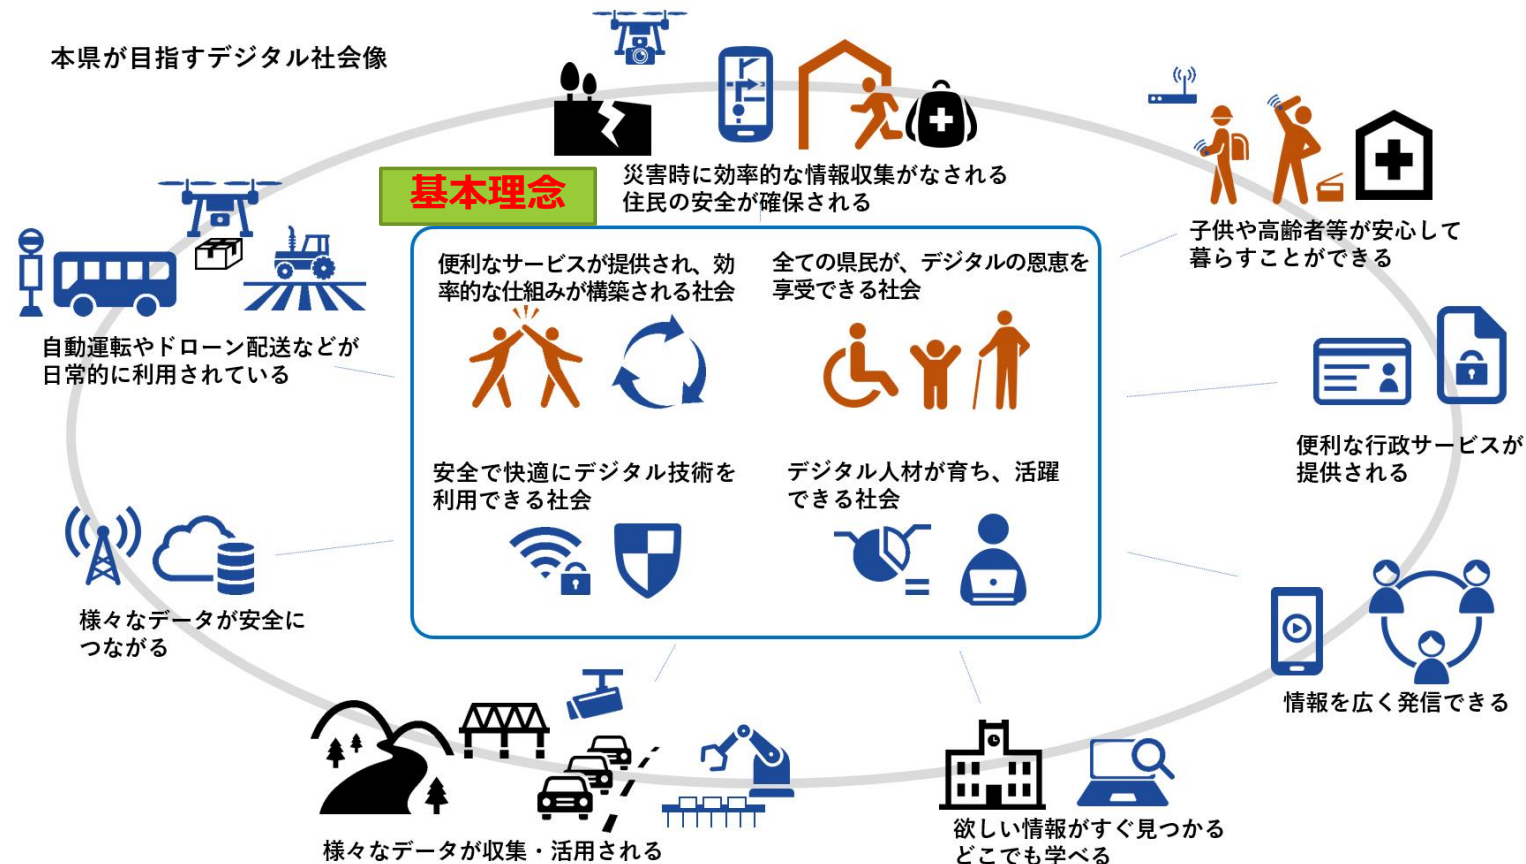 本県が目指すデジタル社会像
災害時に効率的な情報収集がなされる
住民の安全が確保される
子供や高齢者等が安心して
暮らすことができる
基本理念
便利なサービスが提供され、効
率的な仕組みが構築される社会
全ての県民が、デジタルの恩恵を
享受できる社会
自動運転やドローン配送などが
日常的に利用されている
便利な行政サービスが
提供される
安全で快適にデジタル技術を
利用できる社会
デジタル人材が育ち、活躍
できる社会
様々なデータが安全に
つながる
情報を広く発信できる
様々なデータが収集・活用される
欲しい情報がすぐ見つかる
どこでも学べる